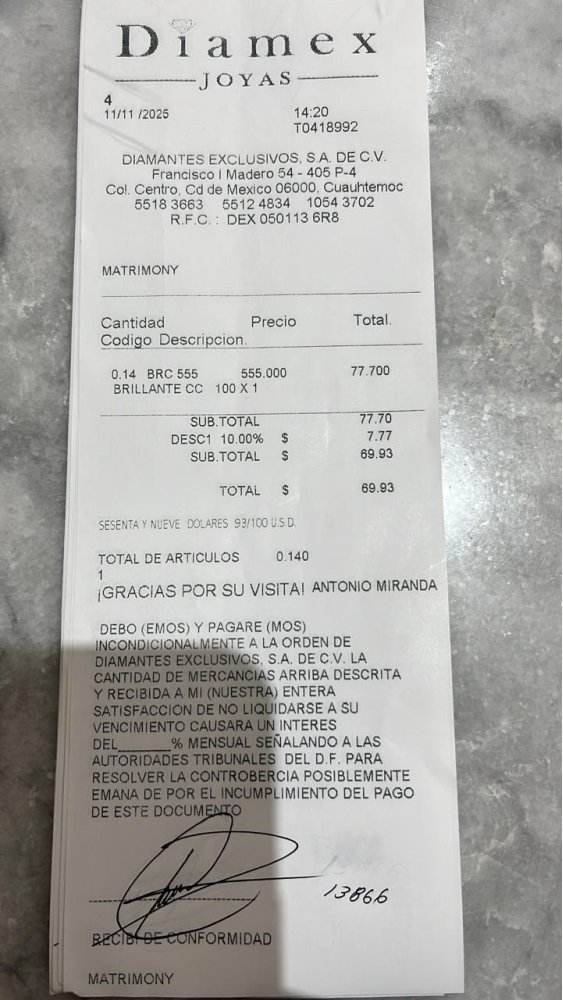 Diamex
JOYAS
4
11/11 /2025 14:20
T0418992
DIAMANTES EXCLUSIVOS, S.A. DE C.V.
Francisco I Madero 54 - 405 P-4
Col. Centro, Cd de Mexico 06000, Cuauhtemoc
5518 3663 5512 4834 1054 3702
R.F.C. : DEX 050113 6R8
MATRIMONY
Cantidad Precio Total.
Codigo Descripcion.
0.14 BRC 555 555.000 77.700
BRILLANTE CC 100 X 1
SUB.TOTAL 77.70
DESC1 10.00% $ 7.77
SUB.TOTAL $ 69.93
TOTAL $ 69.93
SESENTA Y NUEVE DOLARES 93/100 U.S.D.
TOTAL DE ARTICULOS 0.140
1
¡GRACIAS POR SU VISITA! ANTONIO MIRANDA
DEBO (EMOS) Y PAGARE (MOS)
INCONDICIONALMENTE A LA ORDEN DE
DIAMANTES EXCLUSIVOS, S.A. DE C.V. LA
CANTIDAD DE MERCANCIAS ARRIBA DESCRITA
Y RECIBIDA A MI (NUESTRA) ENTERA
SATISFACCION DE NO LIQUIDARSE A SU
VENCIMIENTO CAUSARA UN INTERES
DEL______% MENSUAL SEÑALANDO A LAS
AUTORIDADES TRIBUNALES DEL D.F. PARA
RESOLVER LA CONTROBERCIA POSIBLEMENTE
EMANA DE POR EL INCUMPLIMIENTO DEL PAGO
DE ESTE DOCUMENTO
13866
RECIBI DE CONFORMIDAD
MATRIMONY